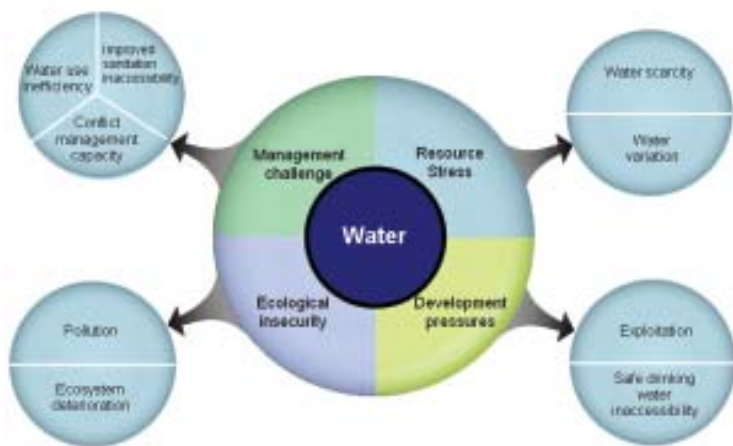 Water use
inefficiency
Improved
sanitation
inaccessibility
Conflict
management
capacity
Water scarcity
Water
variation
Management
challenge
Resource
Stress
Water
Ecological
insecurity
Development
pressures
Pollution
Ecosystem
deterioration
Exploitation
Safe drinking
water
inaccessibility